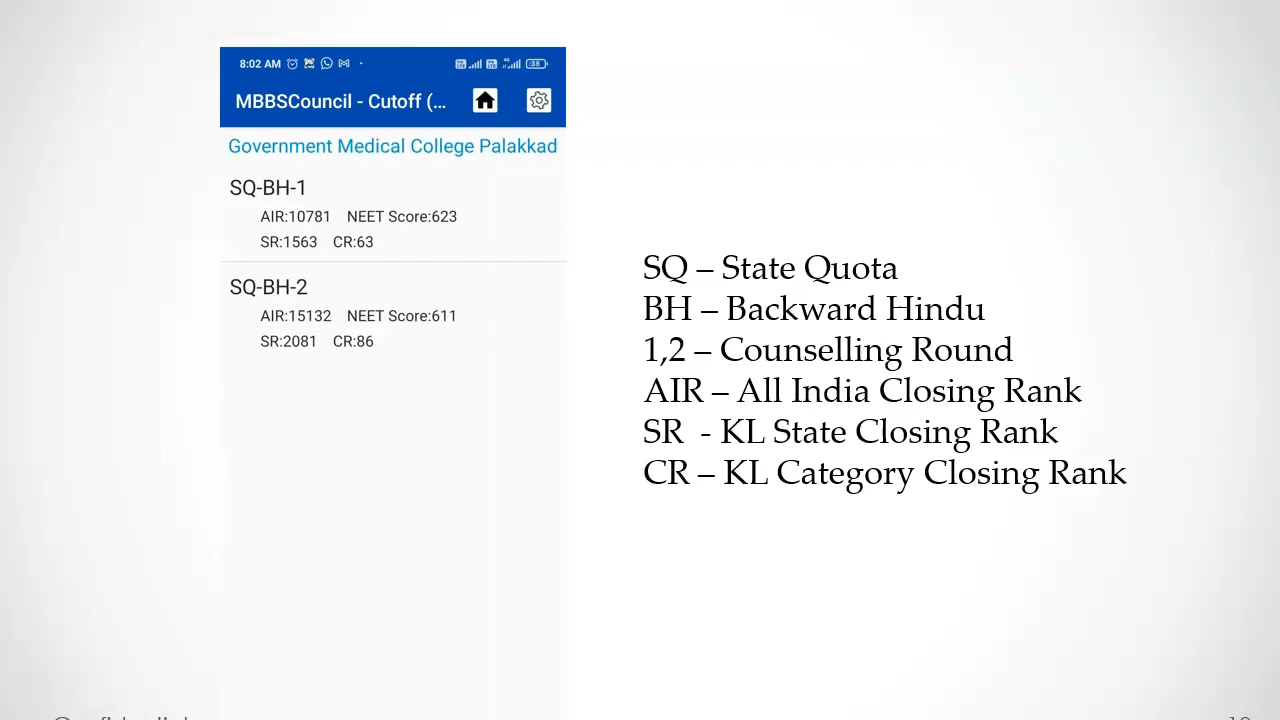 8:02 AM
38
MBBSCouncil - Cutoff (...
Government Medical College Palakkad
SQ-BH-1
AIR:10781 NEET Score:623
SR:1563 CR:63
SQ-BH-2
AIR:15132 NEET Score:611
SR:2081 CR:86
SQ – State Quota
BH – Backward Hindu
1,2 – Counselling Round
AIR – All India Closing Rank
SR - KL State Closing Rank
CR – KL Category Closing Rank